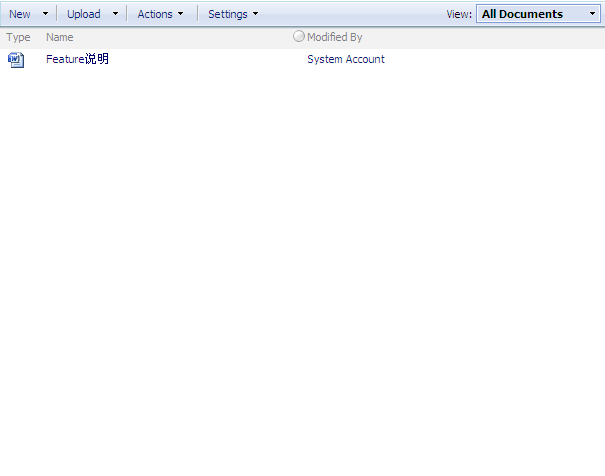 New Upload Actions Settings View: All Documents
Type Name Modified By
Feature说明 System Account